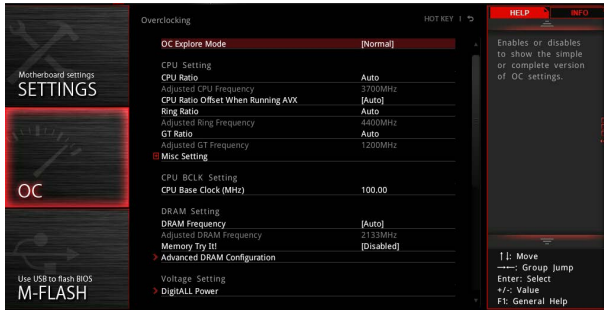 Motherboard settings
SETTINGS
OC
Use USB to flash BIOS
M-FLASH
Overclocking
HOT KEY
OC Explore Mode [Normal]
CPU Setting
CPU Ratio Auto
Adjusted CPU Frequency 3700MHz
CPU Ratio Offset When Running AVX [Auto]
Ring Ratio Auto
Adjusted Ring Frequency 4400MHz
GT Ratio Auto
Adjusted GT Frequency 1200MHz
Misc Setting
CPU BCLK Setting
CPU Base Clock (MHz) 100.00
DRAM Setting
DRAM Frequency [Auto]
Adjusted DRAM Frequency 2133MHz
Memory Try It! [Disabled]
Advanced DRAM Configuration
Voltage Setting
DigitALL Power
HELP
INFO
Enables or disables
to show the simple
or complete version
of OC settings.
↑↓: Move
→←: Group Jump
Enter: Select
+/-: Value
F1: General Help